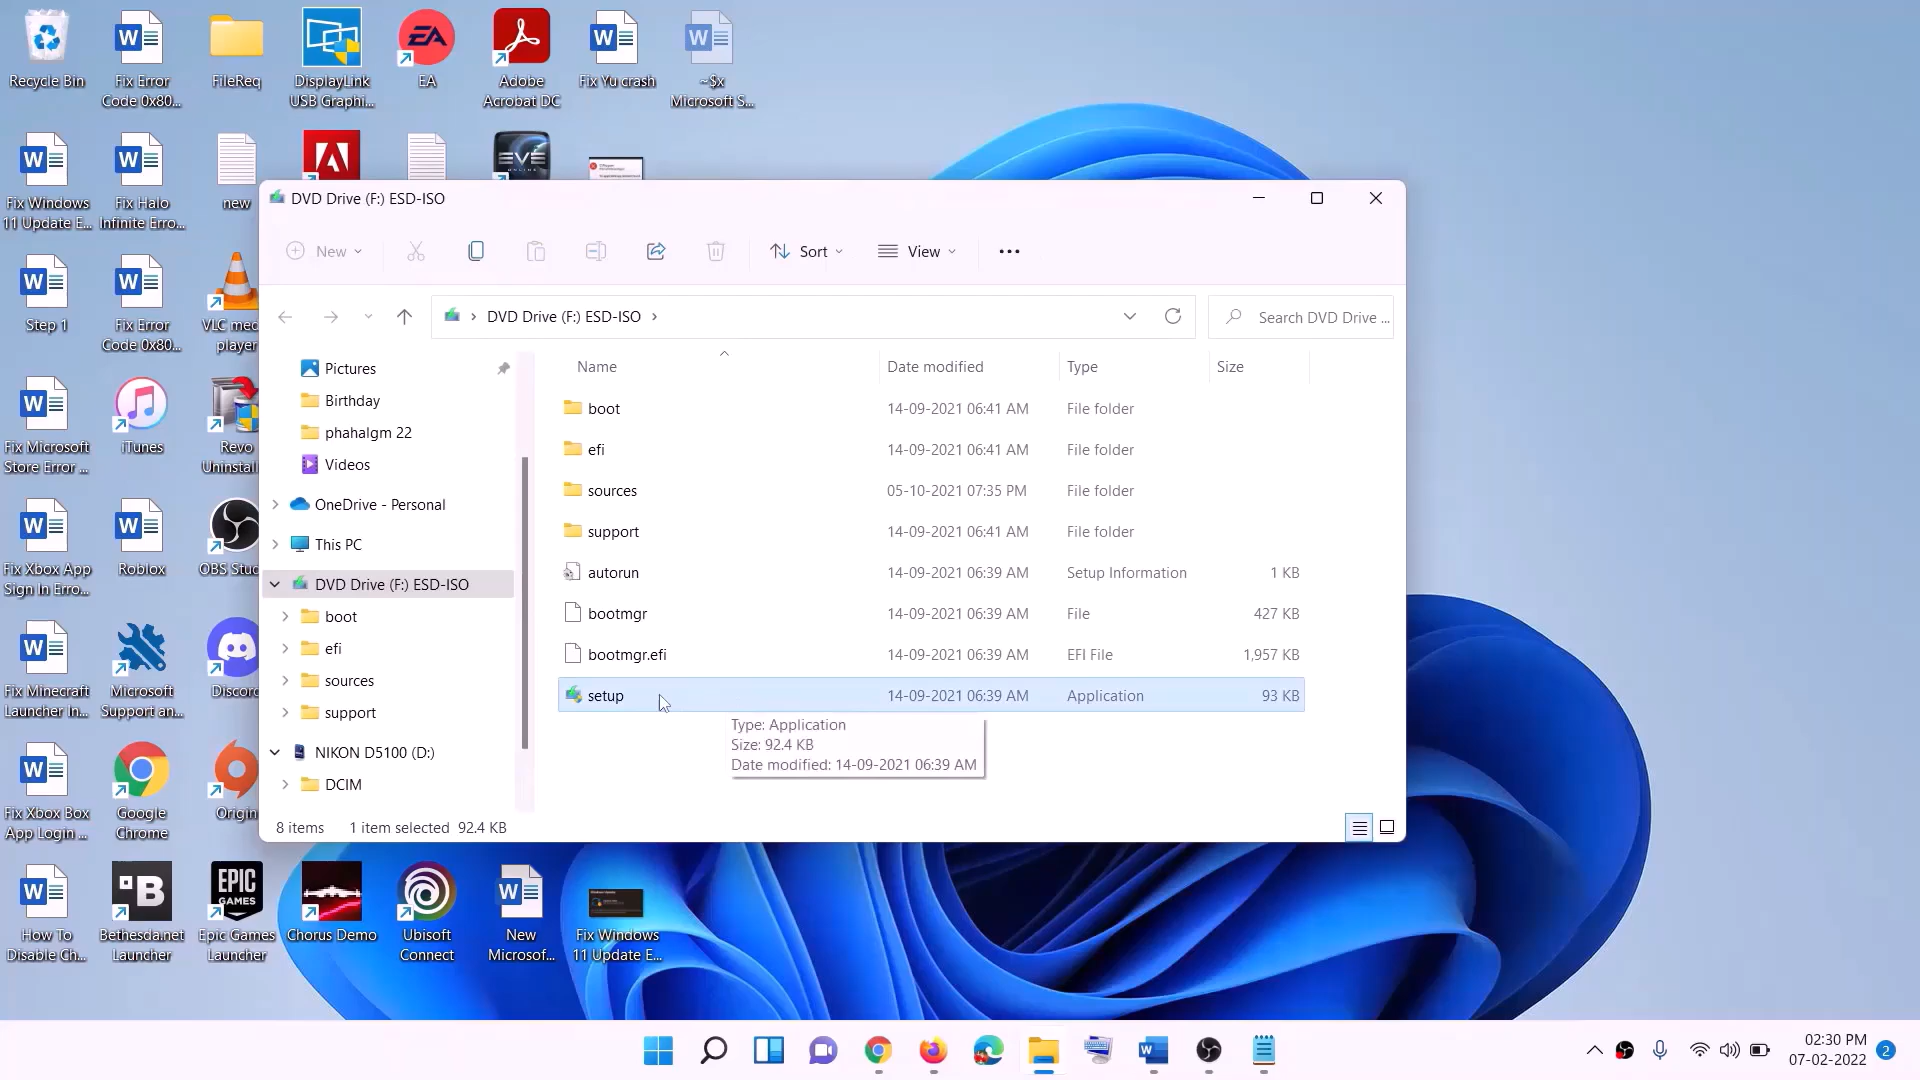 Recycle Bin
Fix Error
Code 0x80...
FileReq
DisplayLink
USB Graphi...
EA
Adobe
Acrobat DC
Fix Yu crash
~$x
Microsoft S...
EVE
ONLINE
Fix Windows
11 Update E...
Fix Halo
Infinite Erro...
new
Step 1
Fix Error
Code 0x80...
VLC med
player
Fix Microsoft
Store Error ...
iTunes
Revo
Uninstall
Fix Xbox App
Sign In Erro...
Roblox
OBS Stud
Fix Minecraft
Launcher In...
Microsoft
Support an...
Discord
Fix Xbox Box
App Login ...
Google
Chrome
Origin
How To
Disable Ch...
Bethesda.net
Launcher
EPIC
GAMES
Epic Games
Launcher
Chorus Demo
Ubisoft
Connect
New
Microsof...
Fix Windows
11 Update E...
DVD Drive (F:) ESD-ISO
New
Sort
View
DVD Drive (F:) ESD-ISO
Search DVD Drive ...
Pictures
Birthday
phahalgm 22
Videos
OneDrive - Personal
This PC
DVD Drive (F:) ESD-ISO
boot
efi
sources
support
NIKON D5100 (D:)
DCIM
Name Date modified Type Size
boot 14-09-2021 06:41 AM File folder
efi 14-09-2021 06:41 AM File folder
sources 05-10-2021 07:35 PM File folder
support 14-09-2021 06:41 AM File folder
autorun 14-09-2021 06:39 AM Setup Information 1 KB
bootmgr 14-09-2021 06:39 AM File 427 KB
bootmgr.efi 14-09-2021 06:39 AM EFI File 1,957 KB
setup 14-09-2021 06:39 AM Application 93 KB
Type: Application
Size: 92.4 KB
Date modified: 14-09-2021 06:39 AM
8 items 1 item selected 92.4 KB
02:30 PM
07-02-2022
2